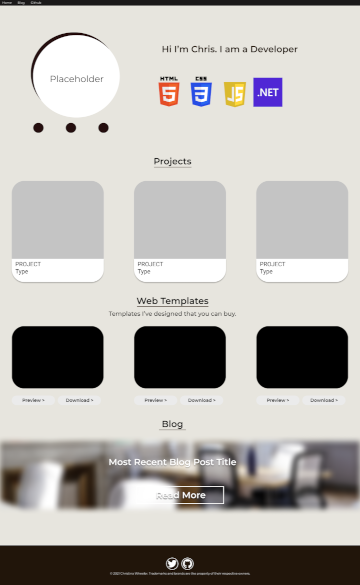 Home Blog Github
Hi I'm Chris. I am a Developer
Placeholder
HTML
5
CSS
3
JS
.NET
Projects
PROJECT
Type
PROJECT
Type
PROJECT
Type
Web Templates
Templates I've designed that you can buy.
Preview > Download >
Preview > Download >
Preview > Download >
Blog
Most Recent Blog Post Title
Read More